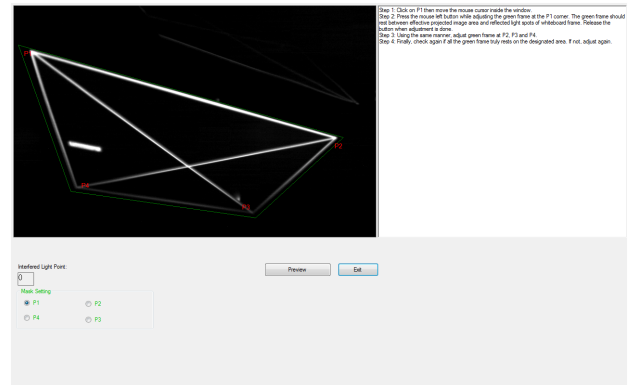 Step 1: Click on P1 then move the mouse cursor inside the window.
Step 2: Press the mouse left button while adjusting the green frame at the P1 corner. The green frame should
rest between effective projected image area and reflected light spots of whiteboard frame. Release the
button when adjustment is done.
Step 3: Using the same manner, adjust green frame at P2, P3 and P4.
Step 4: Finally, check again if all the green frame truly rests on the designated area. If not, adjust again.
P1
P2
P4
P3
Interfered Light Point:
0
Preview
Exit
Mask Setting
P1
P2
P4
P3